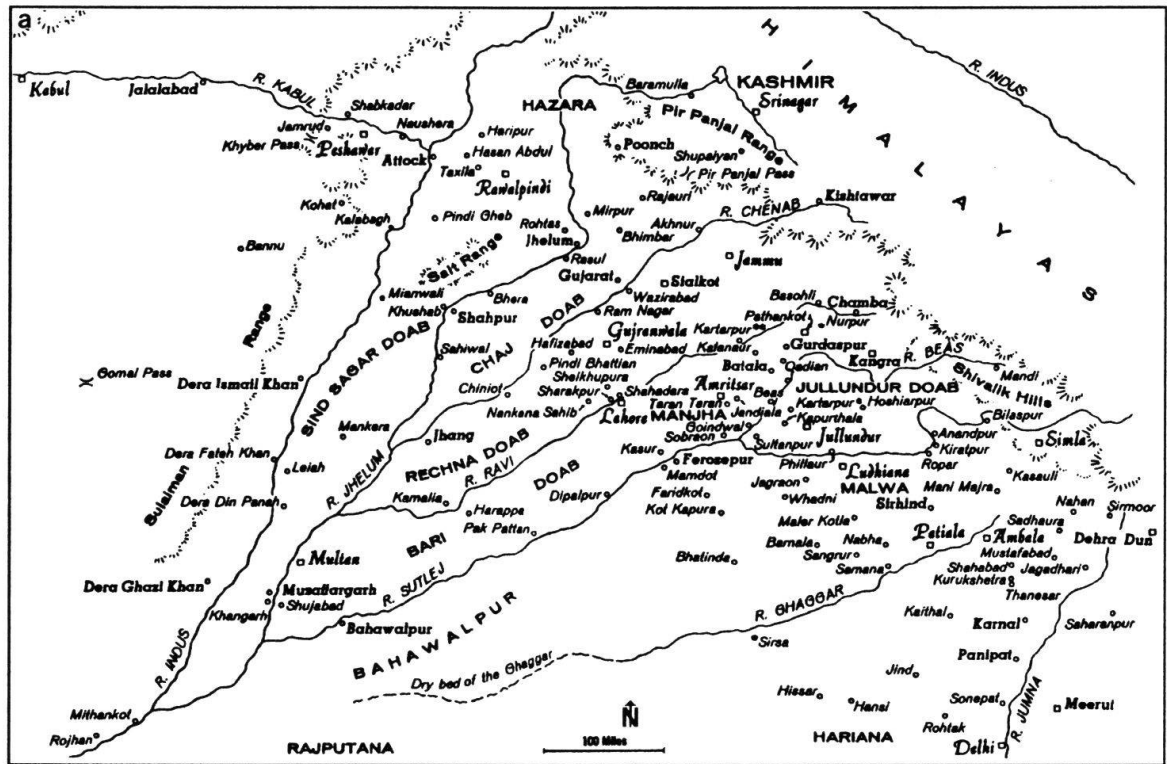 a
HIMALAYAS
R. INDUS
Kabul
Jalalabad
R. KABUL
Shabkadar
Jamrud
Naushera
Khyber Pass
Peshawer
Attock
HAZARA
Haripur
Hasan Abdul
Taxila
Rawalpindi
Baramulla
KASHMIR
Srinagar
Pir Panjal Range
Poonch
Shupaiyan
Pir Panjal Pass
Kohat
Kalabagh
Pindi Gheb
Bannu
Rajauri
Mirpur
Rohtas
Jhelum
Bhimbar
Akhnur
R. CHENAB
Kishtawar
Salt Range
Rasul
Gujarat
Sialkot
Jammu
Mianwali
Khushab
Bhera
Shahpur
Wazirabad
Ram Nagar
Basohli
Chamba
Pathankot
Nurpur
SIND SAGAR DOAB
CHAJ DOAB
Sahiwal
Hafizabad
Gujranwala
Eminabad
Kartarpur
Kalanaur
Gurdaspur
Kangra
R. BEAS
Mandi
Shivalik Hills
Gomal Pass
Sulaiman Range
Dera Ismail Khan
Pindi Bhattian
Chiniot
Sheikhupura
Sharakpur
Nankana Sahib
Shahadara
Lahore
Batala
Qadian
Amritsar
Taran Taran
MANJHA
Jandiala
Beas
JULLUNDUR DOAB
Kartarpur
Hoshiarpur
Kapurthala
Goindwal
Sobraon
Sultanpur
Jullundur
Bilaspur
Anandpur
Kiratpur
Simla
Mankera
Jhang
RECHNA DOAB
R. RAVI
R. JHELUM
Kasur
Ferozepur
Mamdot
Phillaur
Ludhiana
Ropar
Kasauli
Dera Fateh Khan
Leiah
Dera Din Panah
Kamalia
Harappa
Pak Pattan
Dipalpur
BARI DOAB
Faridkot
Kot Kapura
Jagraon
Whadni
MALWA
Sirhind
Mani Majra
Nahan
Sirmoor
Sadhaura
Maler Kotla
Barnala
Nabha
Sangrur
Samana
Patiala
Ambala
Dehra Dun
Mustafabad
Shahabad
Jagadhari
Kurukshetra
Thanesar
Bhatinda
Multan
Dera Ghazi Khan
Muzaffargarh
Khangarh
Shujabad
R. SUTLEJ
Bahawalpur
BAHAWALPUR
R. GHAGGAR
Dry bed of the Ghaggar
Sirsa
Kaithal
Karnal
Saharanpur
Panipat
Jind
Hissar
Hansi
Sonepat
Rohtak
Meerut
R. JUMNA
Delhi
R. INDUS
Mithankot
Rojhan
RAJPUTANA
N
100 Miles
HARIANA